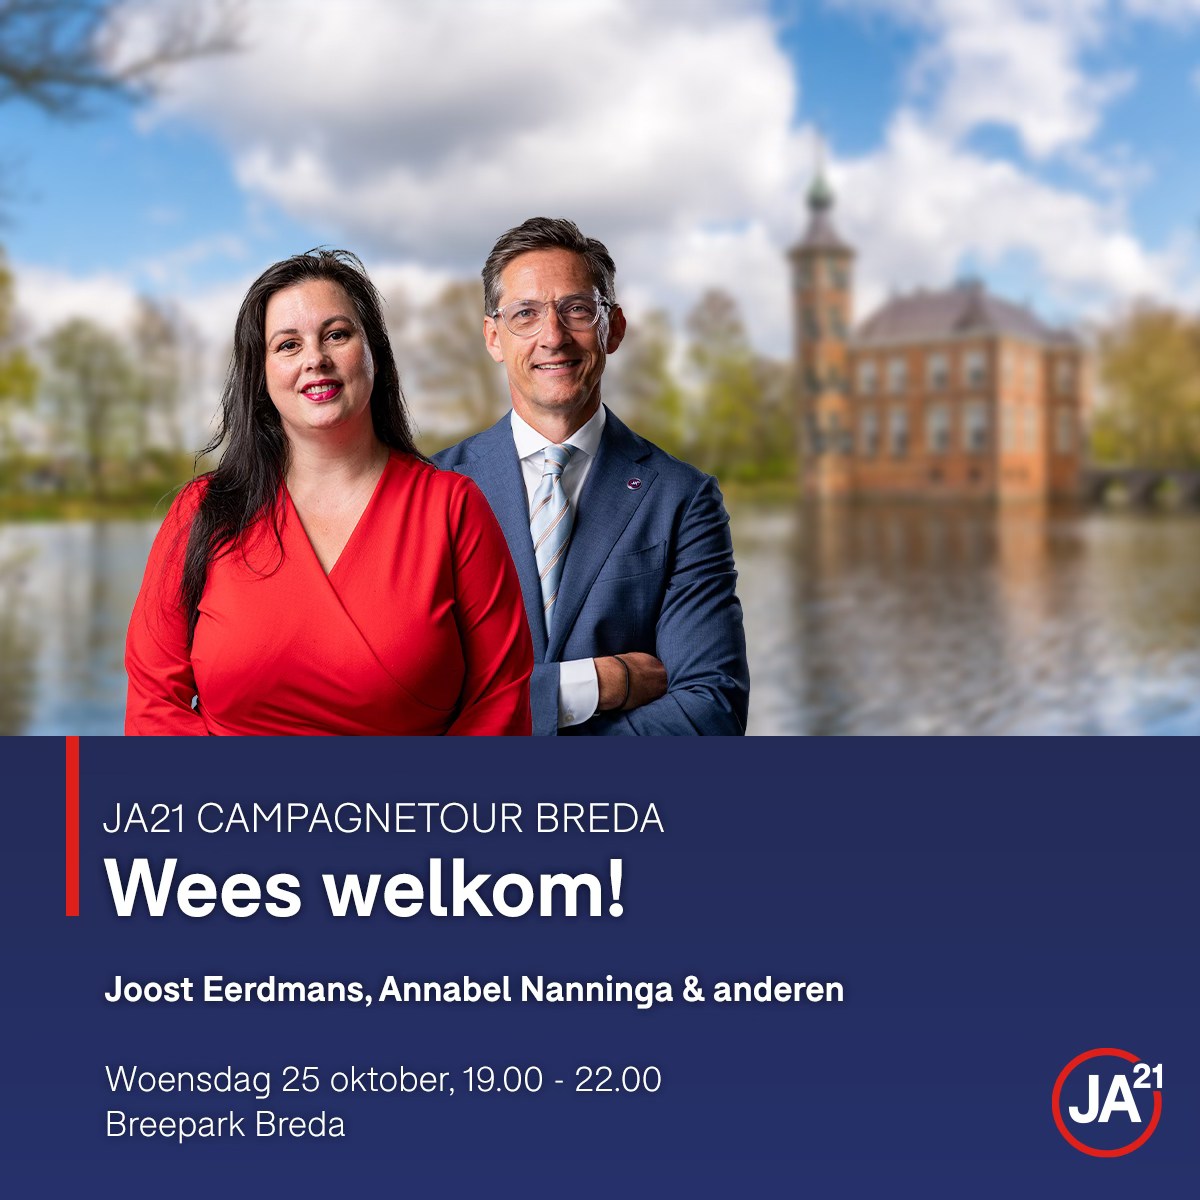 JA21 CAMPAGNETOUR BREDA
Wees welkom!
Joost Eerdmans, Annabel Nanninga & anderen
Woensdag 25 oktober, 19.00 - 22.00
Breepark Breda
JA21